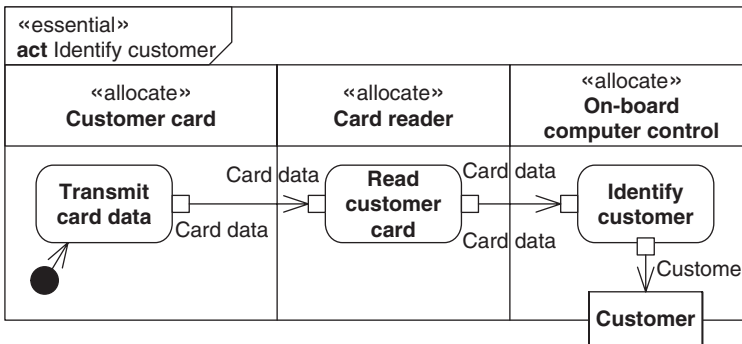 «essential»
act Identify customer
«allocate»
Customer card
«allocate»
Card reader
«allocate»
On-board
computer control
Transmit
card data
Card data
Card data
Read
customer
card
Card data
Card data
Identify
customer
Custome
Customer